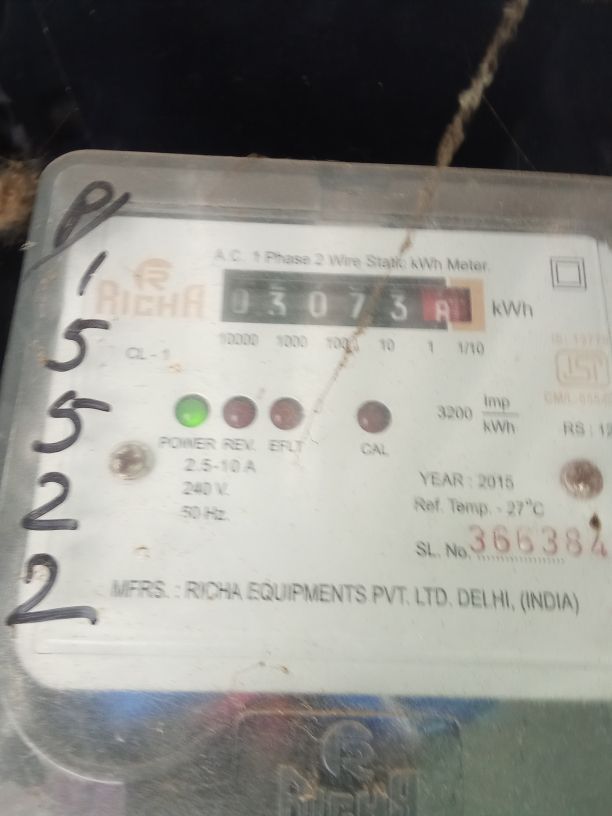 P/
1
5
5
2
2
A.C. 1 Phase 2 Wire Static kWh Meter.
RICHA
0 3 0 7 3 kWh
10000 1000 100 10 1 1/10
CL - 1
3200 Imp/kWh
POWER REV. EFLT CAL
2.5-10 A
240 V.
50 Hz.
YEAR : 2015
Ref. Temp. - 27°C
SL. No. 366384
MFRS. : RICHA EQUIPMENTS PVT. LTD. DELHI, (INDIA)
RICHA